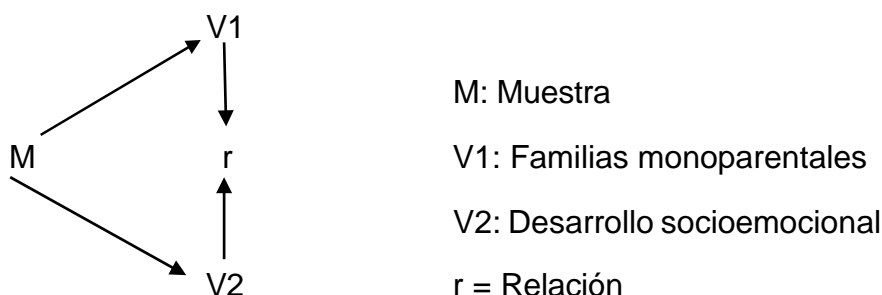 V1
M
r
V2
M: Muestra
V1: Familias monoparentales
V2: Desarrollo socioemocional
r = Relación